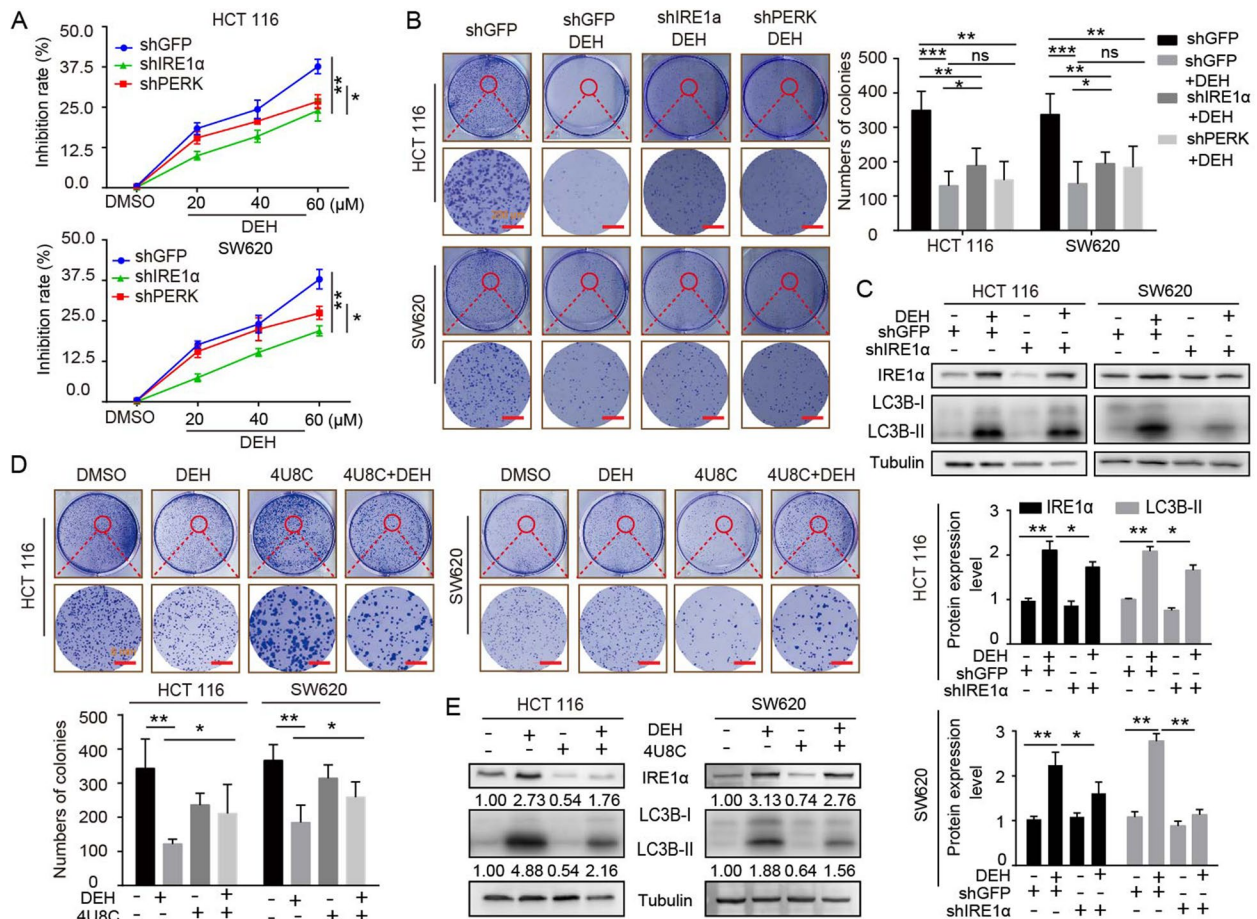 A
HCT 116
50.0
37.5
25.0
12.5
0.0
Inhibition rate (%)
shGFP
shIRE1α
shPERK
**
*
DMSO 20 40 60 (μM)
DEH
SW620
50.0
37.5
25.0
12.5
0.0
Inhibition rate (%)
shGFP
shIRE1α
shPERK
**
*
DMSO 20 40 60 (μM)
DEH
B
shGFP shGFP DEH shIRE1a DEH shPERK DEH
HCT 116
SW620
Numbers of colonies
500
400
300
200
100
0
** **
*** ns *** ns
** **
* *
HCT 116 SW620
shGFP
shGFP
+DEH
shIRE1α
+DEH
shPERK
+DEH
C
HCT 116 SW620
DEH - + - + - + - +
shGFP + + - - + + - -
shIRE1α - - + + - - + +
IRE1α
LC3B-I
LC3B-II
Tubulin
IRE1α LC3B-II
HCT 116
Protein expression
level
3
2
1
0
** * ** *
DEH - + - + - + - +
shGFP + + - - + + - -
shIRE1α - - + + - - + +
SW620
Protein expression
level
3
2
1
0
** * ** **
DEH - + - + - + - +
shGFP + + - - + + - -
shIRE1α - - + + - - + +
D
DMSO DEH 4U8C 4U8C+DEH
HCT 116
DMSO DEH 4U8C 4U8C+DEH
SW620
HCT 116 SW620
Numbers of colonies
500
400
300
200
100
0
** * ** *
DEH - + - + - + - +
4U8C - - + + - - + +
E
HCT 116 SW620
DEH - + - + - + - +
4U8C - - + + - - + +
IRE1α
1.00 2.73 0.54 1.76 1.00 3.13 0.74 2.76
LC3B-I
LC3B-II
1.00 4.88 0.54 2.16 1.00 1.88 0.64 1.56
Tubulin